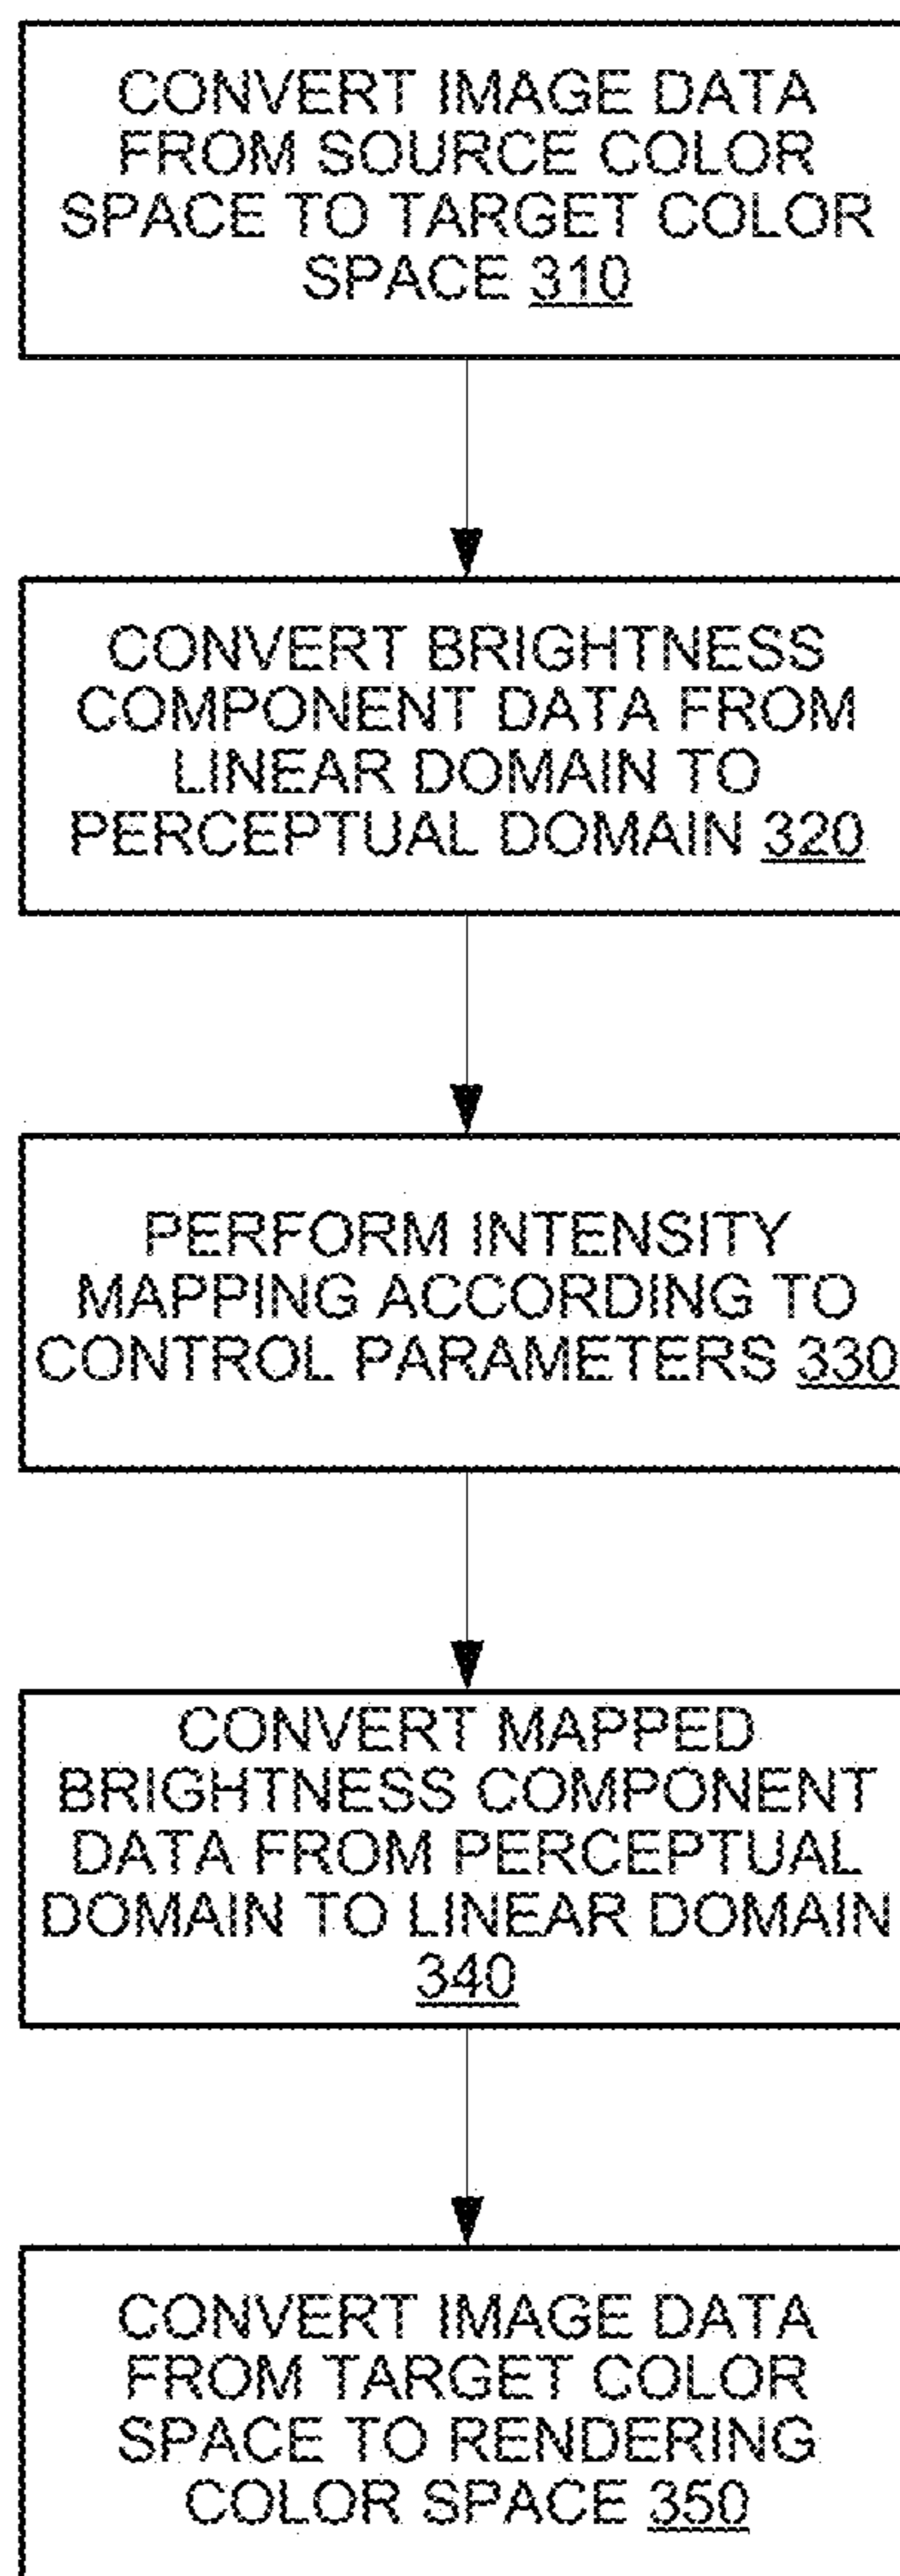 CONVERT IMAGE DATA
FROM SOURCE COLOR
SPACE TO TARGET COLOR
SPACE 310
CONVERT BRIGHTNESS
COMPONENT DATA FROM
LINEAR DOMAIN TO
PERCEPTUAL DOMAIN 320
PERFORM INTENSITY
MAPPING ACCORDING TO
CONTROL PARAMETERS 330
CONVERT MAPPED
BRIGHTNESS COMPONENT
DATA FROM PERCEPTUAL
DOMAIN TO LINEAR DOMAIN
340
CONVERT IMAGE DATA
FROM TARGET COLOR
SPACE TO RENDERING
COLOR SPACE 350